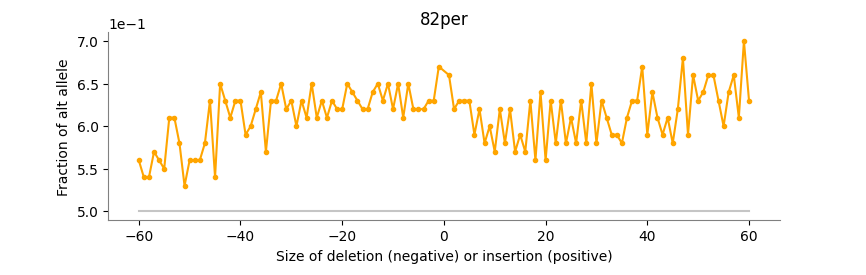 82per
1e−1
7.0
6.5
6.0
5.5
5.0
Fraction of alt allele
−60 −40 −20 0 20 40 60
Size of deletion (negative) or insertion (positive)